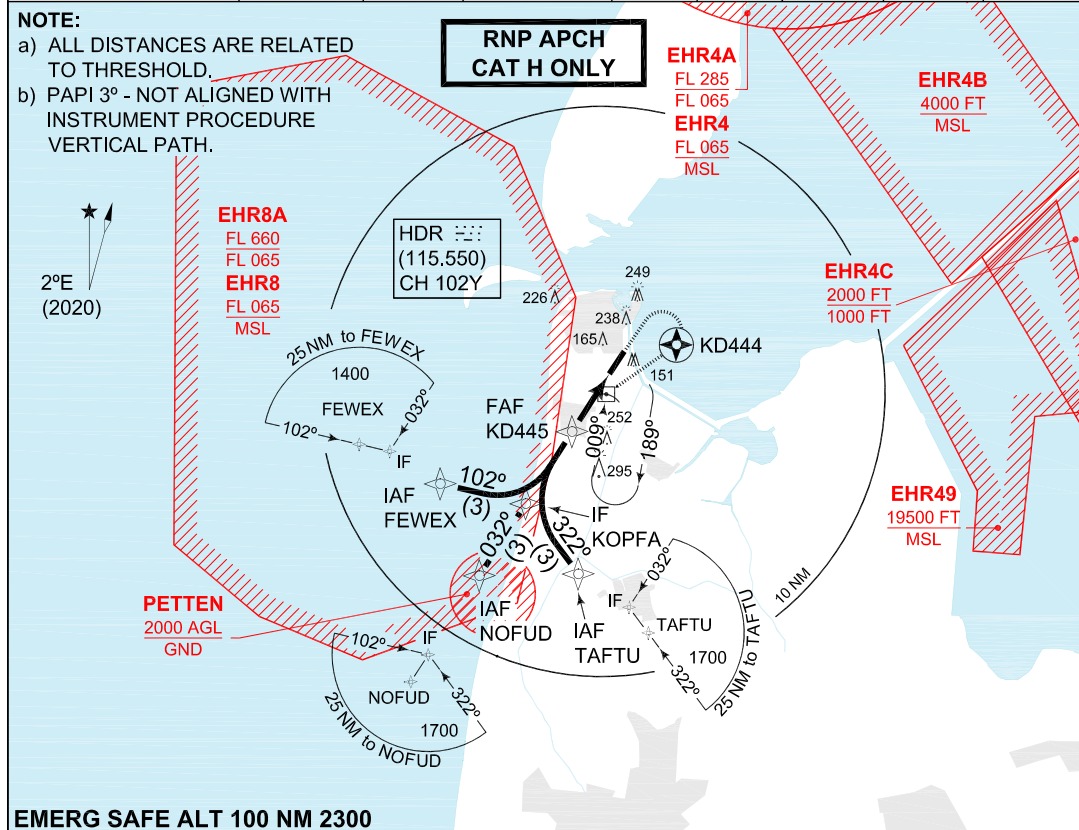 NOTE:
a) ALL DISTANCES ARE RELATED
TO THRESHOLD.
b) PAPI 3º - NOT ALIGNED WITH
INSTRUMENT PROCEDURE
VERTICAL PATH.
RNP APCH
CAT H ONLY
EHR4A
FL 285
FL 065
EHR4
FL 065
MSL
EHR4B
4000 FT
MSL
2ºE
(2020)
EHR8A
FL 660
FL 065
EHR8
FL 065
MSL
HDR
(115.550)
CH 102Y
EHR4C
2000 FT
1000 FT
226
249
238
165
151
KD444
25 NM to FEWEX
1400
FEWEX
102º
032º
IF
FAF
KD445
009º
252
189º
295
102º
(3)
IAF
FEWEX
IF
KOPFA
032º
(3)
322º
(3)
EHR49
19500 FT
MSL
10 NM
PETTEN
2000 AGL
GND
IAF
NOFUD
IAF
TAFTU
032º
IF
TAFTU
1700
322º
25 NM to TAFTU
102º
IF
NOFUD
322º
1700
25 NM to NOFUD
EMERG SAFE ALT 100 NM 2300